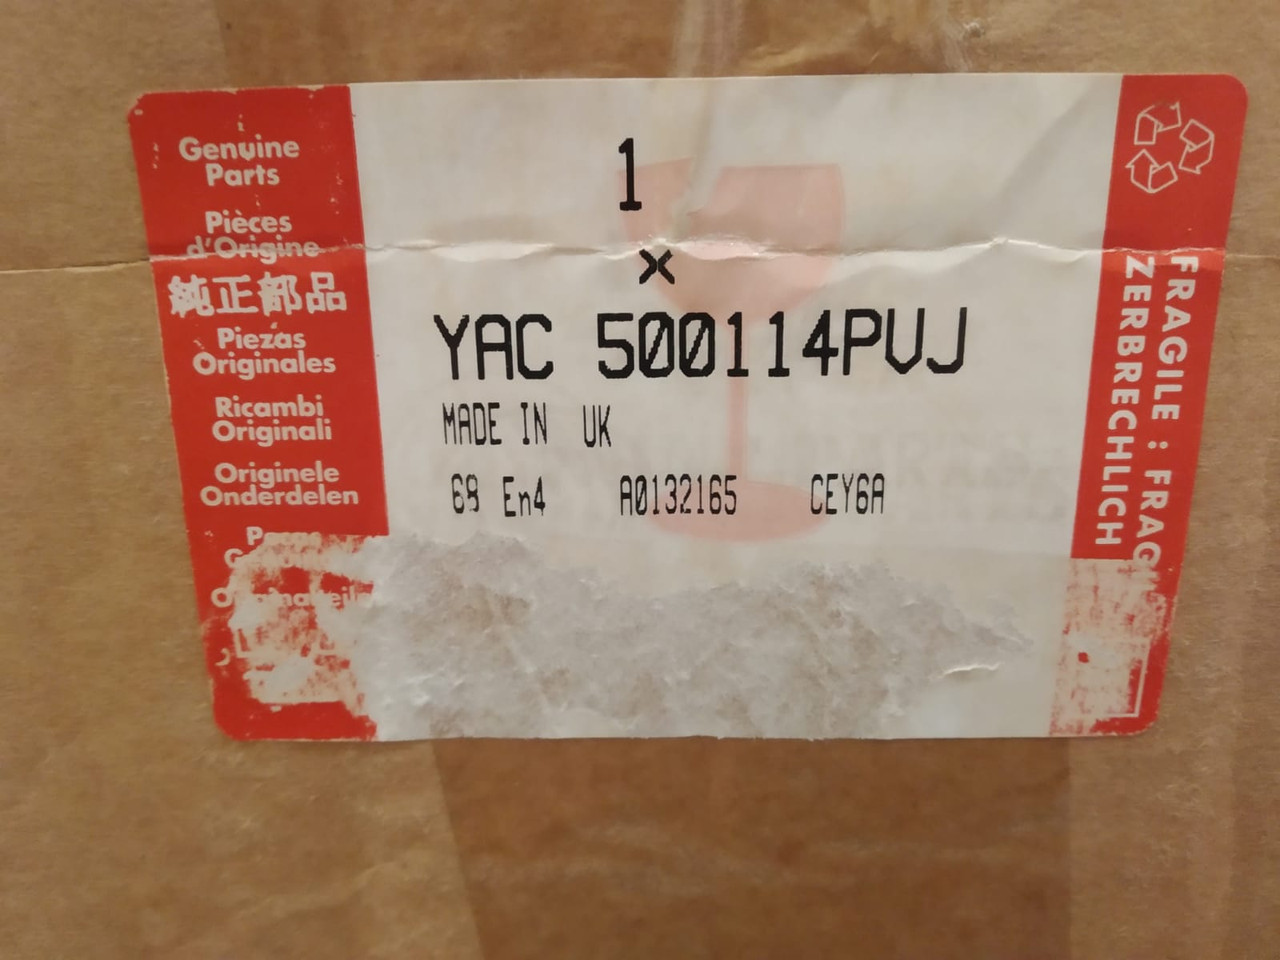 Genuine
Parts
Pièces
d'Origine
純正部品
Piezas
Originales
Ricambi
Originali
Originele
Onderdelen
1
x
YAC 500114PVJ
MADE IN UK
69 En4 A0132165 CEY6A
FRAGILE : FRAG
ZERBRECHLICH